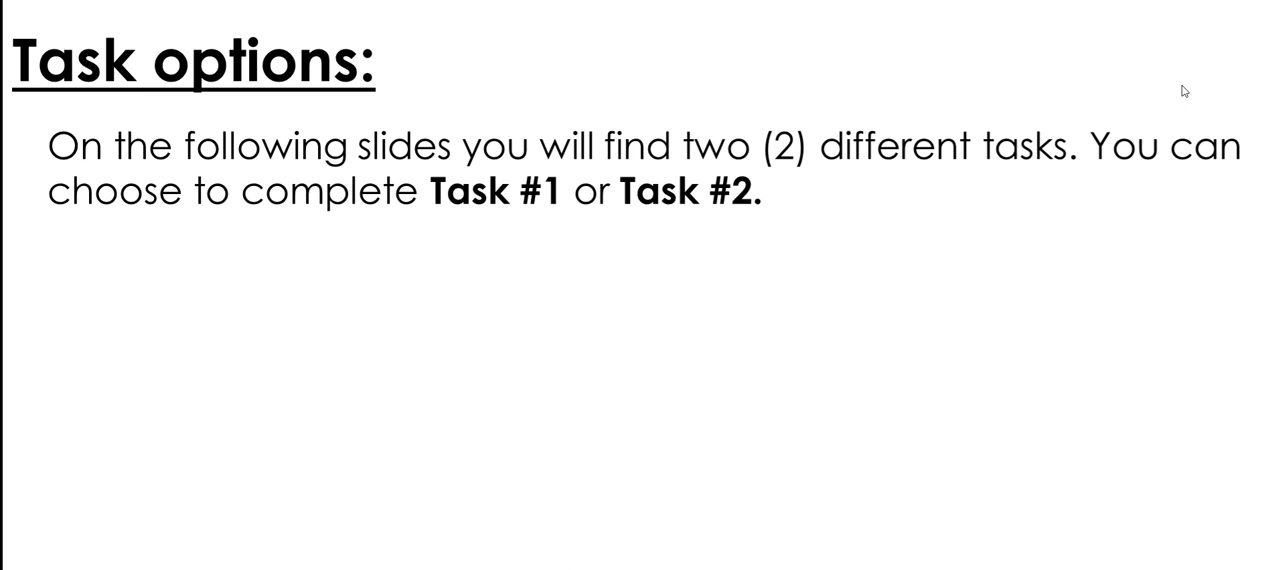 Task options:
On the following slides you will find two (2) different tasks. You can
choose to complete Task #1 or Task #2.